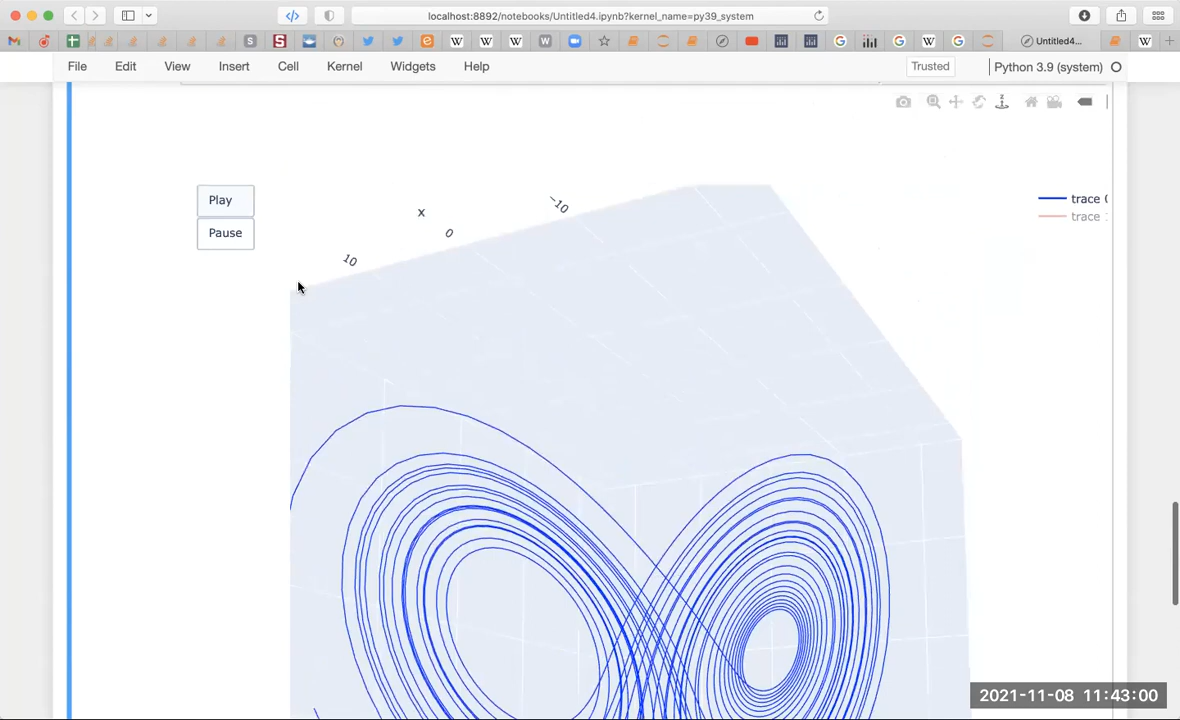 localhost:8892/notebooks/Untitled4.ipynb?kernel_name=py39_system
S S W W W W G G W G Untitled4... W
File Edit View Insert Cell Kernel Widgets Help Trusted Python 3.9 (system)
Play
Pause
x
−10
0
10
trace
trace
2021-11-08 11:43:00